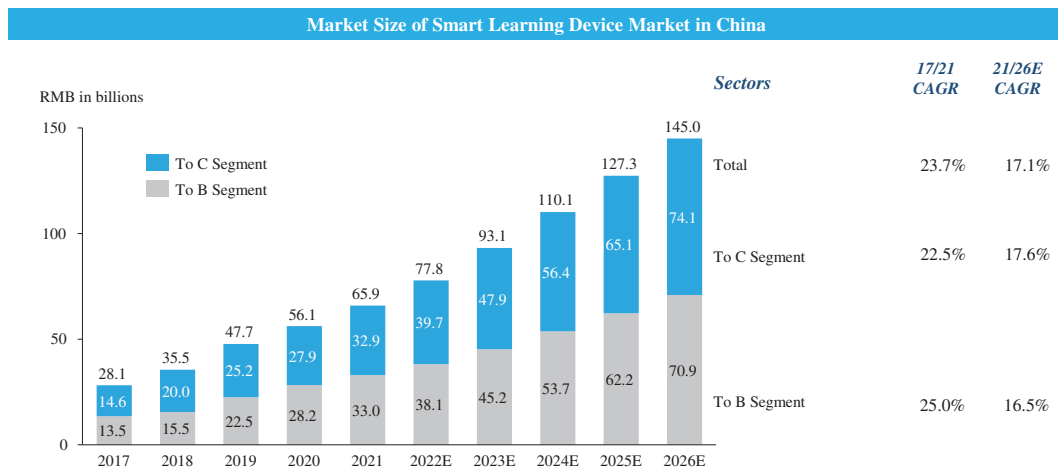 Market Size of Smart Learning Device Market in China
Sectors
17/21 CAGR
21/26E CAGR
RMB in billions
150
100
50
0
To C Segment
To B Segment
28.1
35.5
47.7
56.1
65.9
77.8
93.1
110.1
127.3
145.0
14.6
20.0
25.2
27.9
32.9
39.7
47.9
56.4
65.1
74.1
13.5
15.5
22.5
28.2
33.0
38.1
45.2
53.7
62.2
70.9
2017
2018
2019
2020
2021
2022E
2023E
2024E
2025E
2026E
Total 23.7% 17.1%
To C Segment 22.5% 17.6%
To B Segment 25.0% 16.5%